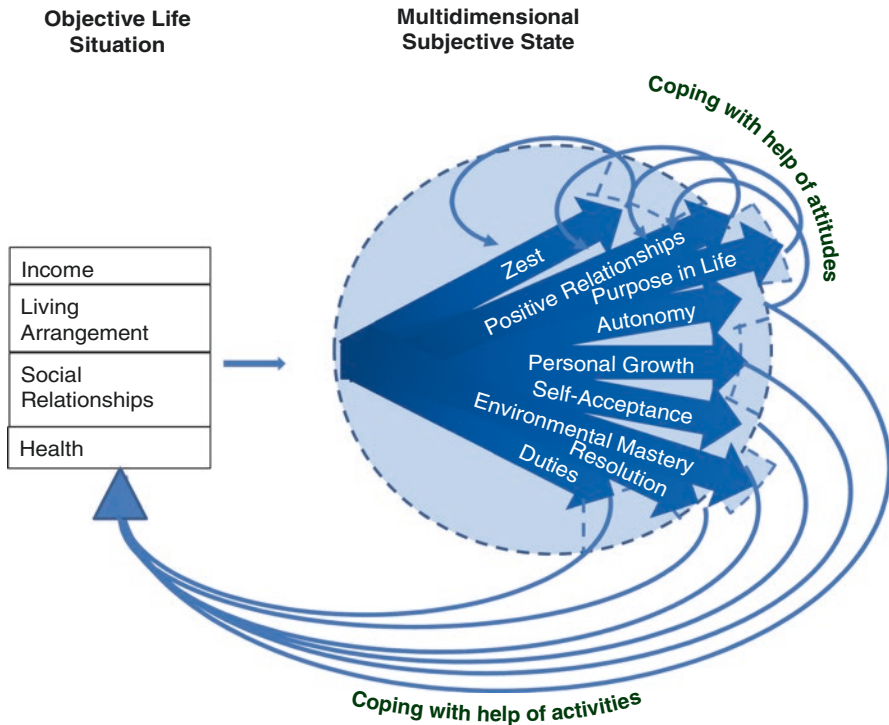 Objective Life
Situation
Multidimensional
Subjective State
Coping with help of attitudes
Income
Living
Arrangement
Social
Relationships
Health
Zest
Positive Relationships
Purpose in Life
Autonomy
Personal Growth
Self-Acceptance
Environmental Mastery
Resolution
Duties
Coping with help of activities